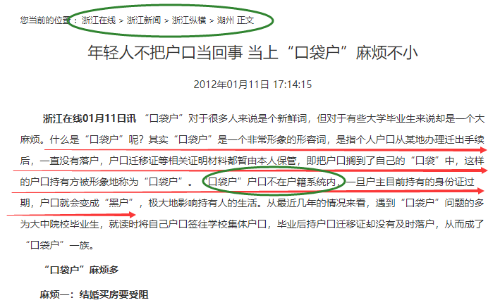 您当前的位置：浙江在线 > 浙江新闻 > 浙江纵横 > 湖州 正文
年轻人不把户口当回事 当上“口袋户”麻烦不小
2012年01月11日 17:14:15
浙江在线01月11日讯 “口袋户”对于很多人来说是个新鲜词，但对于有些大学毕业生来说却是一个大
麻烦。什么是“口袋户”呢？其实“口袋户”是一个非常形象的形容词，是指个人户口从某地办理迁出手续
后，一直没有落户，户口迁移证等相关证明材料都暂由本人保管，即把户口搬到了自己的“口袋”中，这样
的户口持有方被形象地称为“口袋户”。“口袋户”户口不在户籍系统内，一旦户主目前持有的身份证过
期，户口就会变成“黑户”，极大地影响持有人的生活。从最近几年的情况来看，遇到“口袋户”问题的多
为大中院校毕业生，就读时将自己户口签往学校集体户口，毕业后持户口迁移证却没有及时落户，从而成了
“口袋户”一族。
“口袋户”麻烦多
麻烦一：结婚买房要受阻